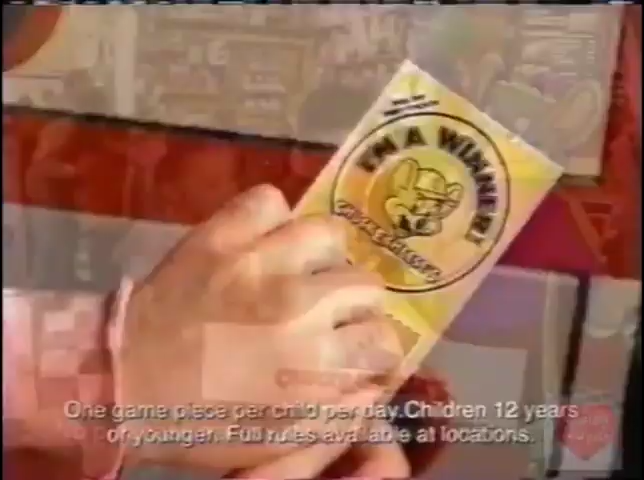 I'M A WINNER!
CHUCK E. CHEESE'S
One game piece per child per day.Children 12 years
or younger. Full rules available at locations.